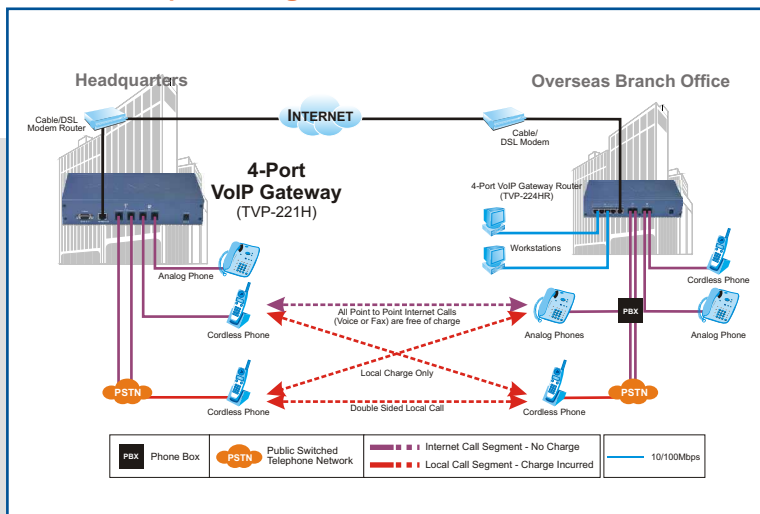 Headquarters
Overseas Branch Office
Cable/DSL
Modem Router
INTERNET
Cable/
DSL Modem
4-Port
VoIP Gateway
(TVP-221H)
4-Port VoIP Gateway Router
(TVP-224HR)
Workstations
Analog Phone
Cordless Phone
Cordless Phone
All Point to Point Internet Calls
(Voice or Fax) are free of charge
Analog Phones
PBX
Analog Phone
Local Charge Only
PSTN
Cordless Phone
Double Sided Local Call
Cordless Phone
PSTN
PBX
Phone Box
PSTN
Public Switched
Telephone Network
Internet Call Segment - No Charge
Local Call Segment - Charge Incurred
10/100Mbps